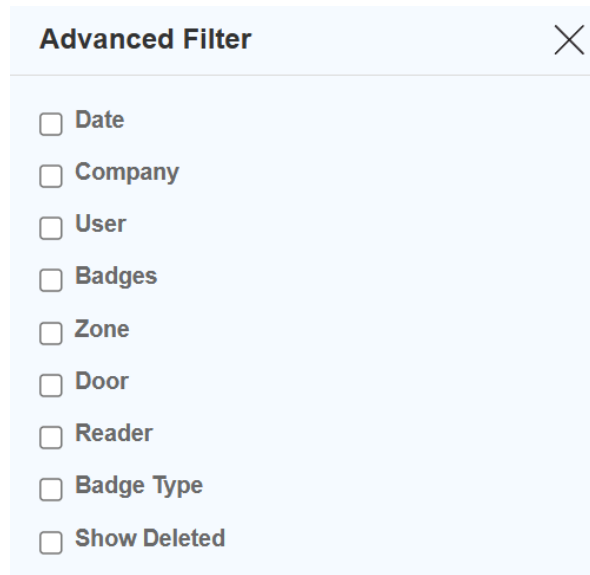 Advanced Filter
Date
Company
User
Badges
Zone
Door
Reader
Badge Type
Show Deleted